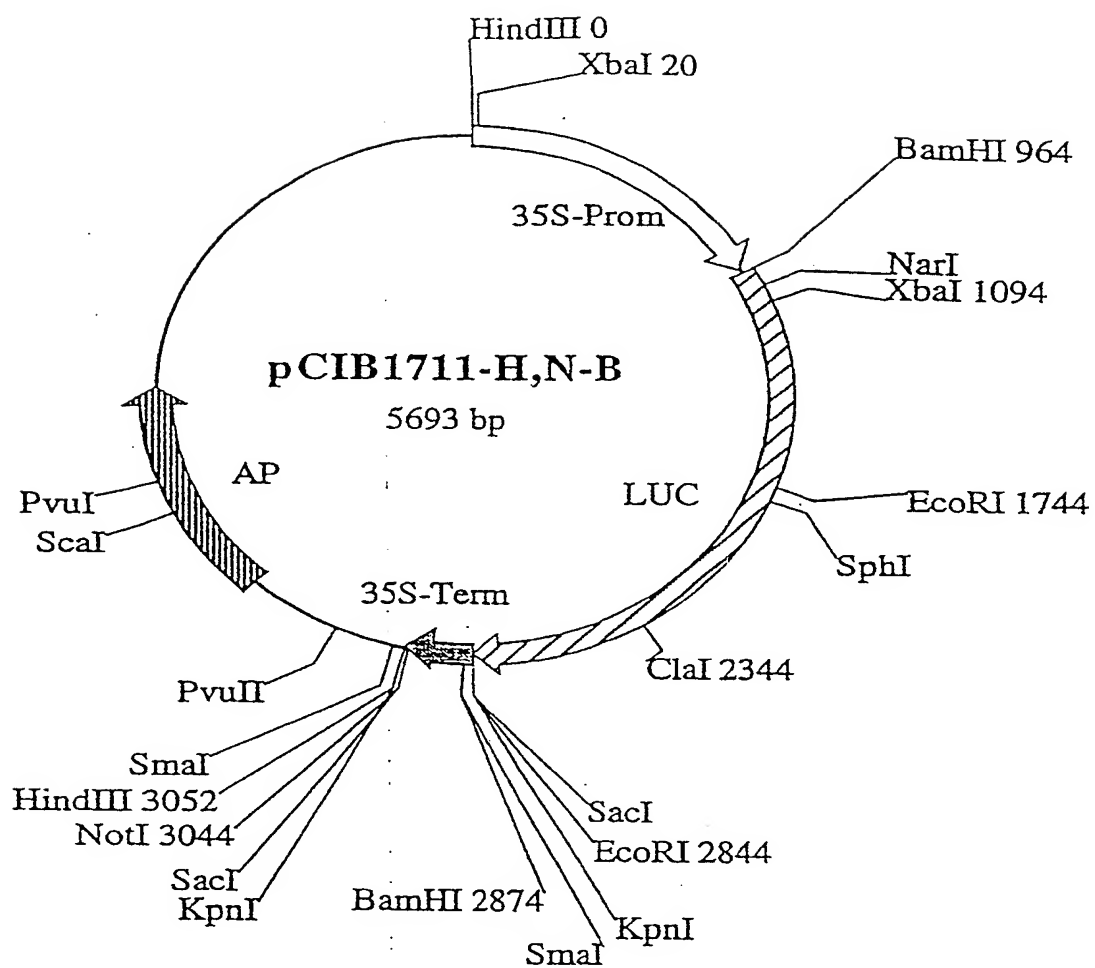 HindIII 0
XbaI 20
BamHI 964
35S-Prom
NarI
XbaI 1094
pCIB1711-H,N-B
5693 bp
AP
LUC
PvuI
EcoRI 1744
ScaI
SphI
35S-Term
ClaI 2344
PvuII
SmaI
HindIII 3052
SacI
NotI 3044
EcoRI 2844
SacI
BamHI 2874
KpnI
KpnI
SmaI